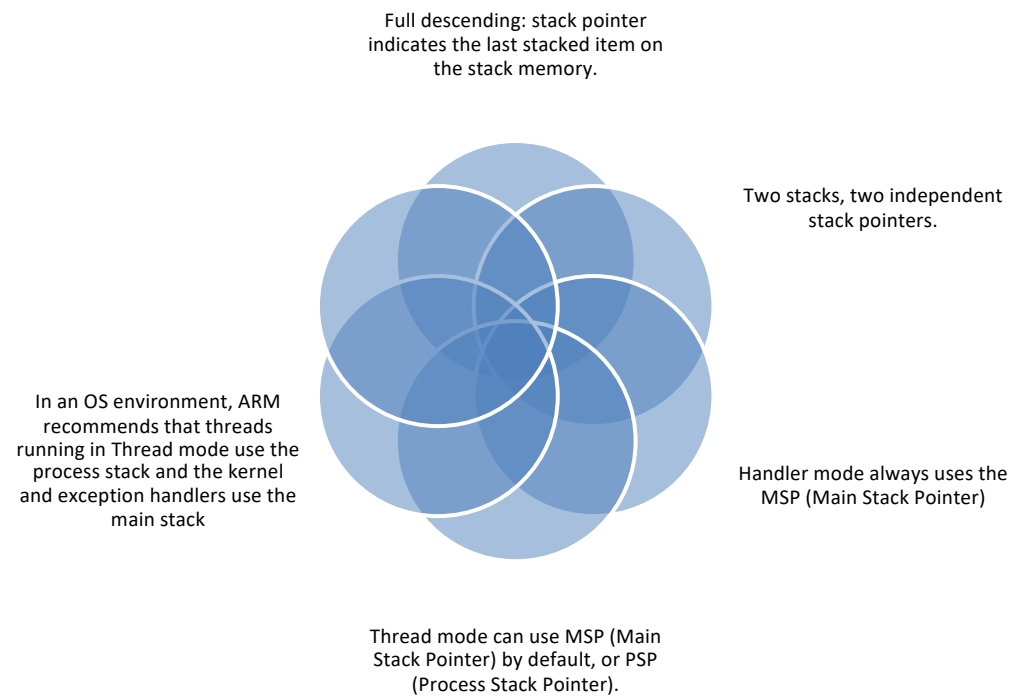 Full descending: stack pointer
indicates the last stacked item on
the stack memory.
Two stacks, two independent
stack pointers.
Handler mode always uses the
MSP (Main Stack Pointer)
Thread mode can use MSP (Main
Stack Pointer) by default, or PSP
(Process Stack Pointer).
In an OS environment, ARM
recommends that threads
running in Thread mode use the
process stack and the kernel
and exception handlers use the
main stack